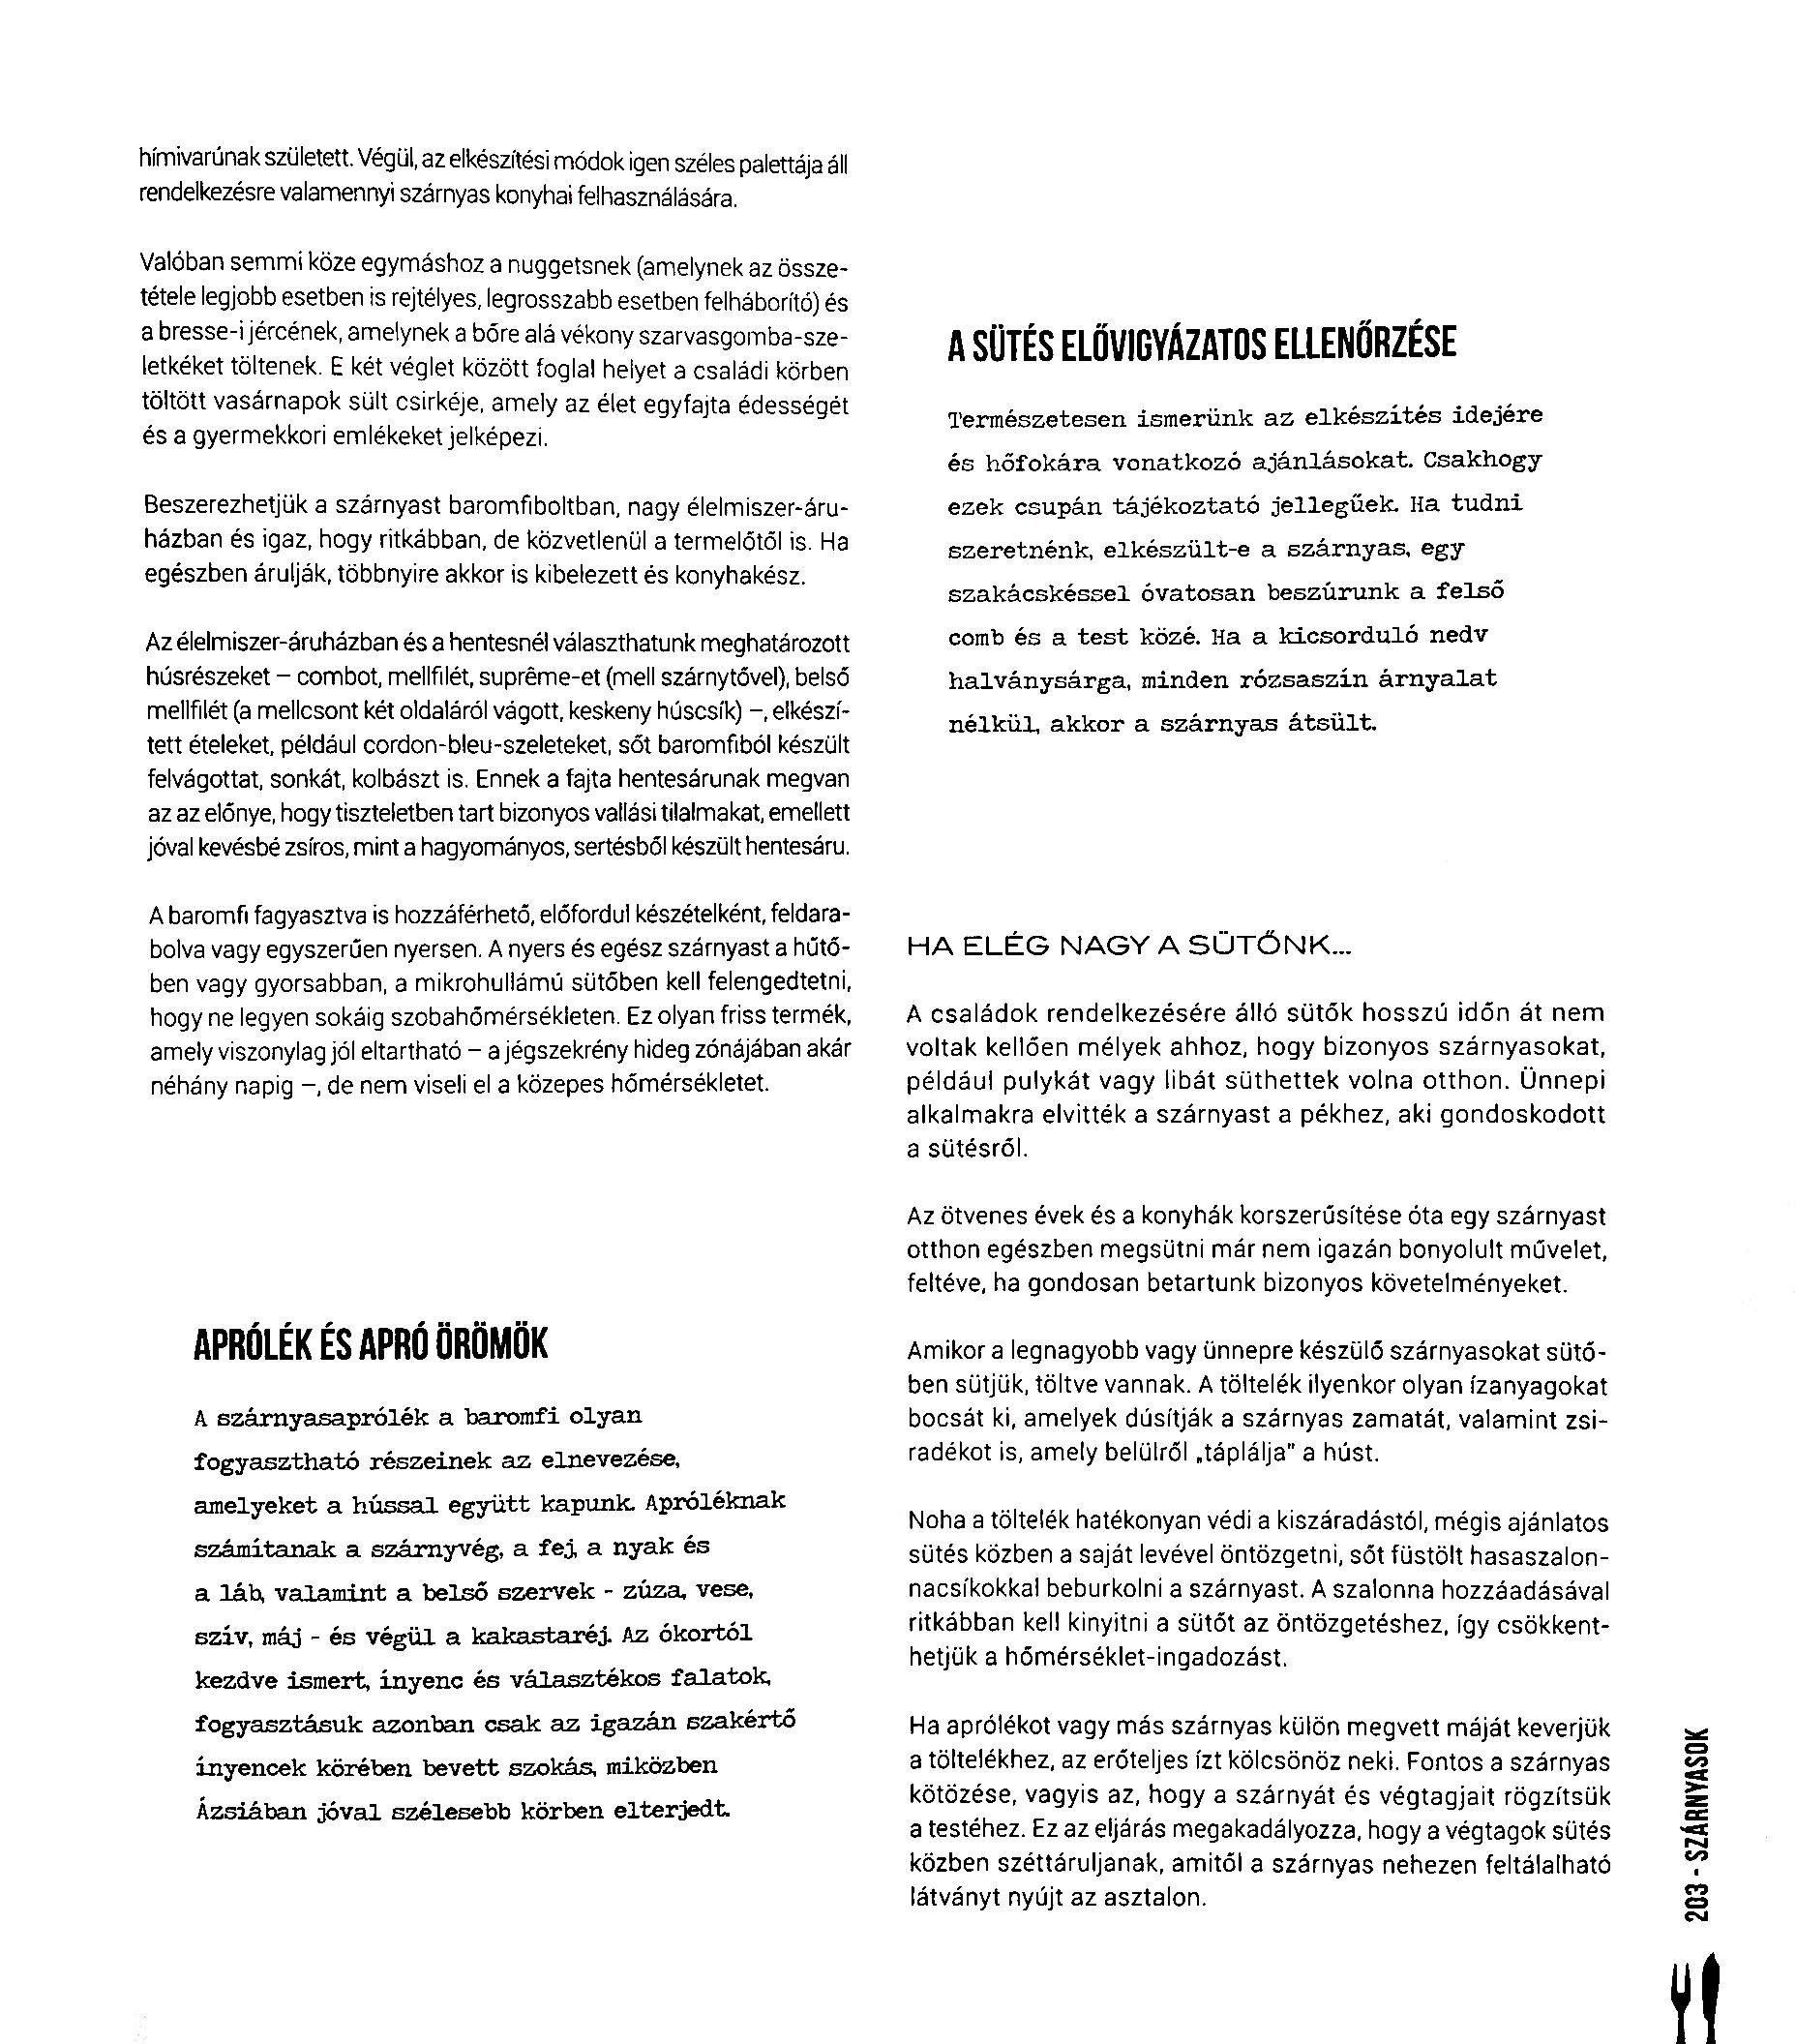 hímivarúnak született. Végül, az elkészítési módok igen széles palettája áll
rendelkezésre valamennyi szárnyas konyhai felhasználására.

Valóban semmi köze egymáshoz a nuggetsnek (amelynek az össze-
tétele legjobb esetben is rejtélyes, legrosszabb esetben felháborító) és
a bresse-i jércének, amelynek a bőre alá vékony szarvasgomba-sze-
letkéket töltenek. E két véglet között foglal helyet a családi körben
töltött vasárnapok sült csirkéje, amely az élet egyfajta édességét
és a gyermekkori emlékeket jelképezi.

Beszerezhetjük a szárnyast baromfiboltban, nagy élelmiszer-áru-
házban és igaz, hogy ritkábban, de közvetlenül a termelőtől is. Ha
egészben árulják, többnyire akkor is kibelezett és konyhakész.

Az élelmiszer-áruházban és a hentesnél választhatunk meghatározott
húsrészeket – combot, mellfilét, suprême-et (mell szárnytővel), belső
mellfilét (a mellcsont két oldaláról vágott, keskeny húscsík) –, elkészí-
tett ételeket, például cordon-bleu-szeleteket, sőt baromfiból készült
felvágottat, sonkát, kolbászt is. Ennek a fajta hentesárunak megvan
az az előnye, hogy tiszteletben tart bizonyos vallási tilalmakat, emellett
jóval kevésbé zsíros, mint a hagyományos, sertésből készült hentesáru.

A baromfi fagyasztva is hozzáférhető, előfordul készételként, feldara-
bolva vagy egyszerűen nyersen. A nyers és egész szárnyast a hűtő-
ben vagy gyorsabban, a mikrohullámú sütőben kell felengedtetni,
hogy ne legyen sokáig szobahőmérsékleten. Ez olyan friss termék,
amely viszonylag jól eltartható – a jégszekrény hideg zónájában akár
néhány napig –, de nem viseli el a közepes hőmérsékletet.

APRÓLÉK ÉS APRÓ ÖRÖMÖK

A szárnyasaprólék a baromfi olyan
fogyasztható részeinek az elnevezése,
amelyeket a hússal együtt kapunk. Apróléknak
számítanak a szárnyvég, a fej, a nyak és
a láb, valamint a belső szervek - zúza, vese,
szív, máj - és végül a kakastaréj. Az ókortól
kezdve ismert, ínyenc és választékos falatok,
fogyasztásuk azonban csak az igazán szakértő
ínyencek körében bevett szokás, miközben
Ázsiában jóval szélesebb körben elterjedt.

A SÜTÉS ELŐVIGYÁZATOS ELLENŐRZÉSE

Természetesen ismerünk az elkészítés idejére
és hőfokára vonatkozó ajánlásokat. Csakhogy
ezek csupán tájékoztató jellegűek. Ha tudni
szeretnénk, elkészült-e a szárnyas, egy
szakácskéssel óvatosan beszúrunk a felső
comb és a test közé. Ha a kicsorduló nedv
halványsárga, minden rózsaszín árnyalat
nélkül, akkor a szárnyas átsült.

HA ELÉG NAGY A SÜTŐNK...

A családok rendelkezésére álló sütők hosszú időn át nem
voltak kellően mélyek ahhoz, hogy bizonyos szárnyasokat,
például pulykát vagy libát süthettek volna otthon. Ünnepi
alkalmakra elvitték a szárnyast a pékhez, aki gondoskodott
a sütésről.

Az ötvenes évek és a konyhák korszerűsítése óta egy szárnyast
otthon egészben megsütni már nem igazán bonyolult művelet,
feltéve, ha gondosan betartunk bizonyos követelményeket.

Amikor a legnagyobb vagy ünnepre készülő szárnyasokat sütő-
ben sütjük, töltve vannak. A töltelék ilyenkor olyan ízanyagokat
bocsát ki, amelyek dúsítják a szárnyas zamatát, valamint zsi-
radékot is, amely belülről „táplálja" a húst.

Noha a töltelék hatékonyan védi a kiszáradástól, mégis ajánlatos
sütés közben a saját levével öntözgetni, sőt füstölt hasaszalon-
nacsíkokkal beburkolni a szárnyast. A szalonna hozzáadásával
ritkábban kell kinyitni a sütőt az öntözgetéshez, így csökkent-
hetjük a hőmérséklet-ingadozást.

Ha aprólékot vagy más szárnyas külön megvett máját keverjük
a töltelékhez, az erőteljes ízt kölcsönöz neki. Fontos a szárnyas
kötözése, vagyis az, hogy a szárnyát és végtagjait rögzítsük
a testéhez. Ez az eljárás megakadályozza, hogy a végtagok sütés
közben széttáruljanak, amitől a szárnyas nehezen feltálalható
látványt nyújt az asztalon.

203 - SZÁRNYASOK